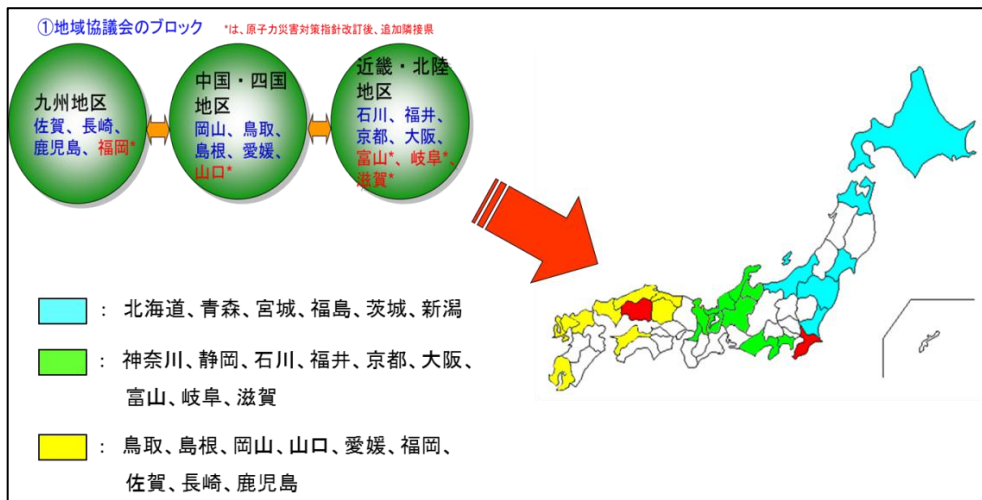 ①地域協議会のブロック
*は、原子力災害対策指針改訂後、追加隣接県
九州地区
佐賀、長崎、
鹿児島、福岡*
中国・四国
地区
岡山、鳥取、
島根、愛媛、
山口*
近畿・北陸
地区
石川、福井、
京都、大阪、
富山*、岐阜*、
滋賀*
：北海道、青森、宮城、福島、茨城、新潟
：神奈川、静岡、石川、福井、京都、大阪、
富山、岐阜、滋賀
：鳥取、島根、岡山、山口、愛媛、福岡、
佐賀、長崎、鹿児島